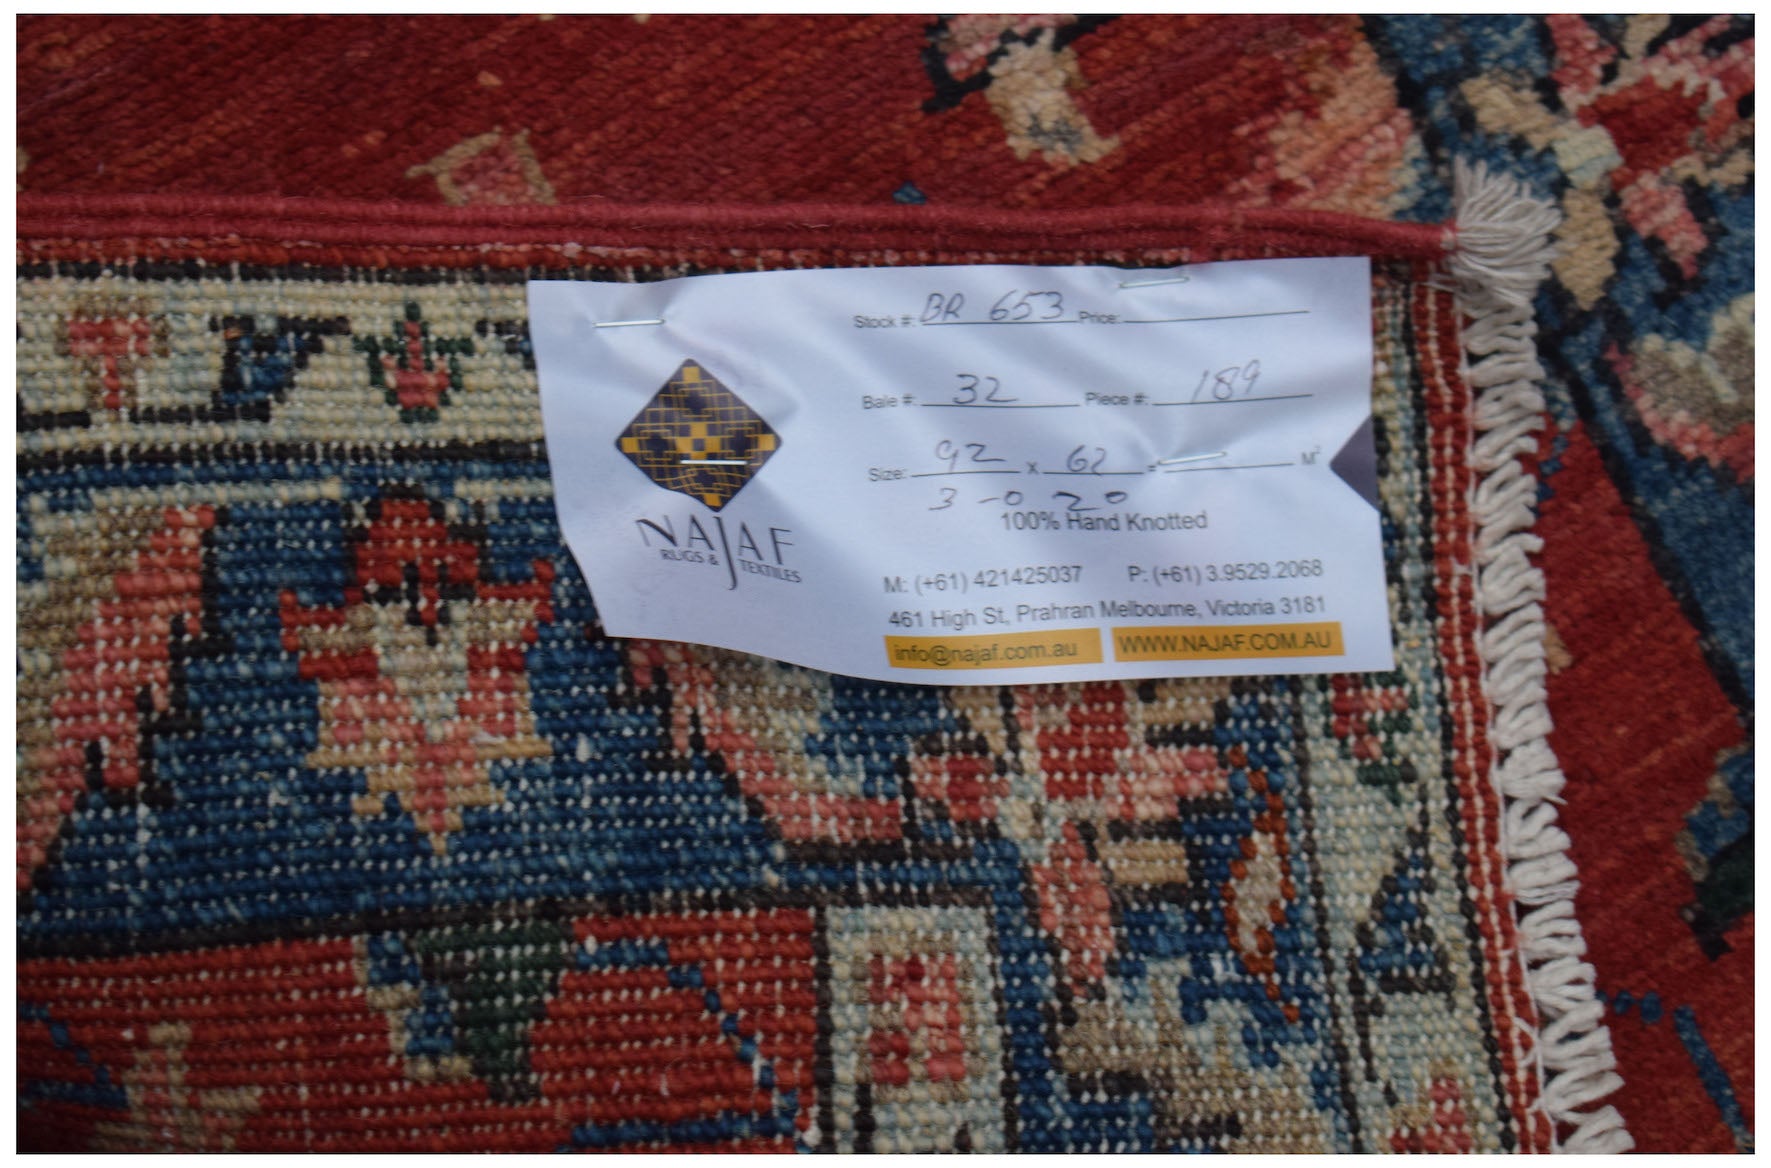 Stock #: BR 653 Price:
Bale #: 32 Piece #: 189
Size: 92 x 62 = M²
3-0 20
100% Hand Knotted
NAJAF
RUGS & TEXTILES
M: (+61) 421425037 P: (+61) 3.9529.2068
461 High St, Prahran Melbourne, Victoria 3181
info@najaf.com.au WWW.NAJAF.COM.AU